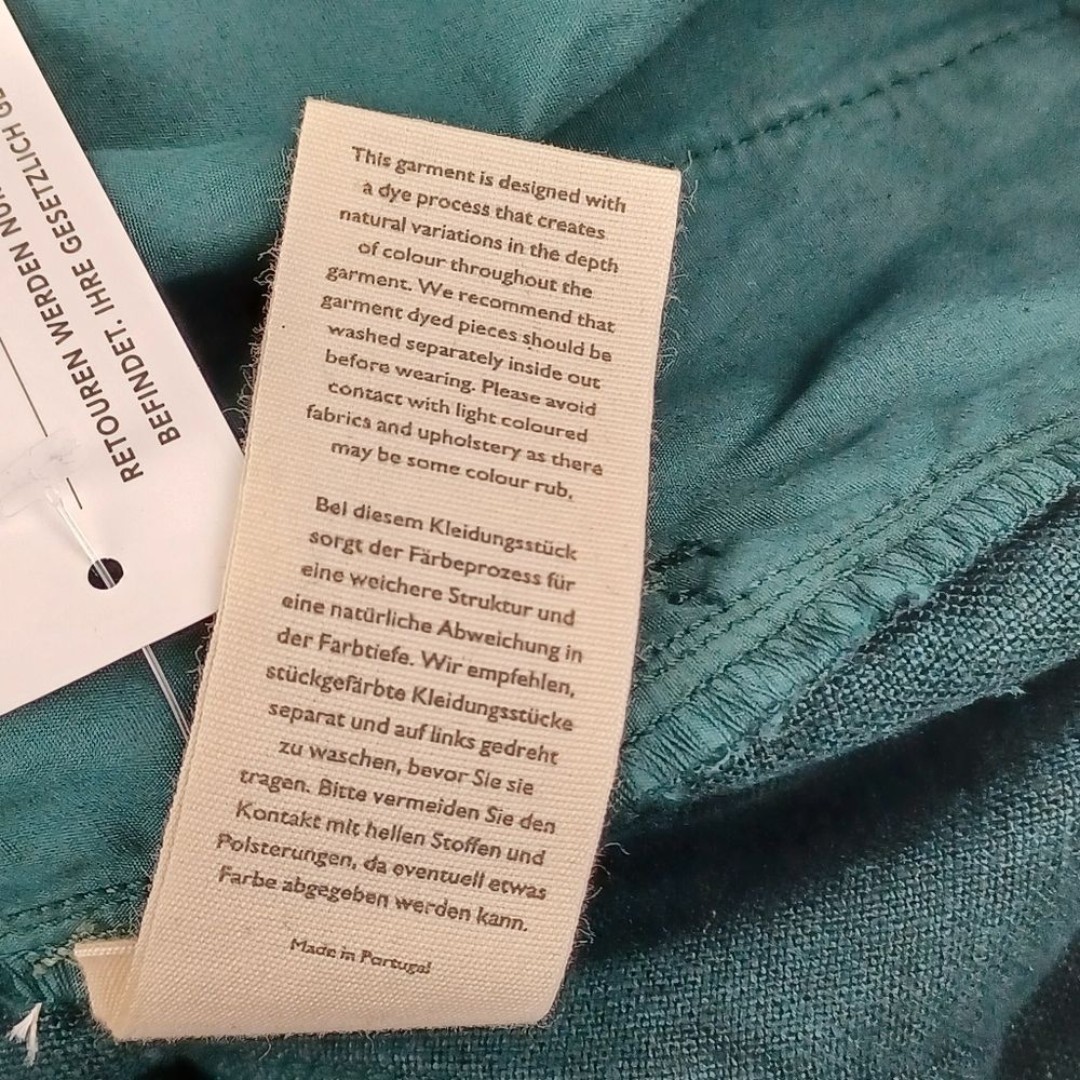 RETOUREN WERDEN NUR
BEFINDET. IHRE GESETZLICH GE
This garment is designed with
a dye process that creates
natural variations in the depth
of colour throughout the
garment. We recommend that
garment dyed pieces should be
washed separately inside out
before wearing. Please avoid
contact with light coloured
fabrics and upholstery as there
may be some colour rub.
Bei diesem Kleidungsstück
sorgt der Färbeprozess für
eine weichere Struktur und
eine natürliche Abweichung in
der Farbtiefe. Wir empfehlen,
stückgefärbte Kleidungsstücke
separat und auf links gedreht
zu waschen, bevor Sie sie
tragen. Bitte vermeiden Sie den
Kontakt mit hellen Stoffen und
Polsterungen, da eventuell etwas
Farbe abgegeben werden kann.
Made in Portugal